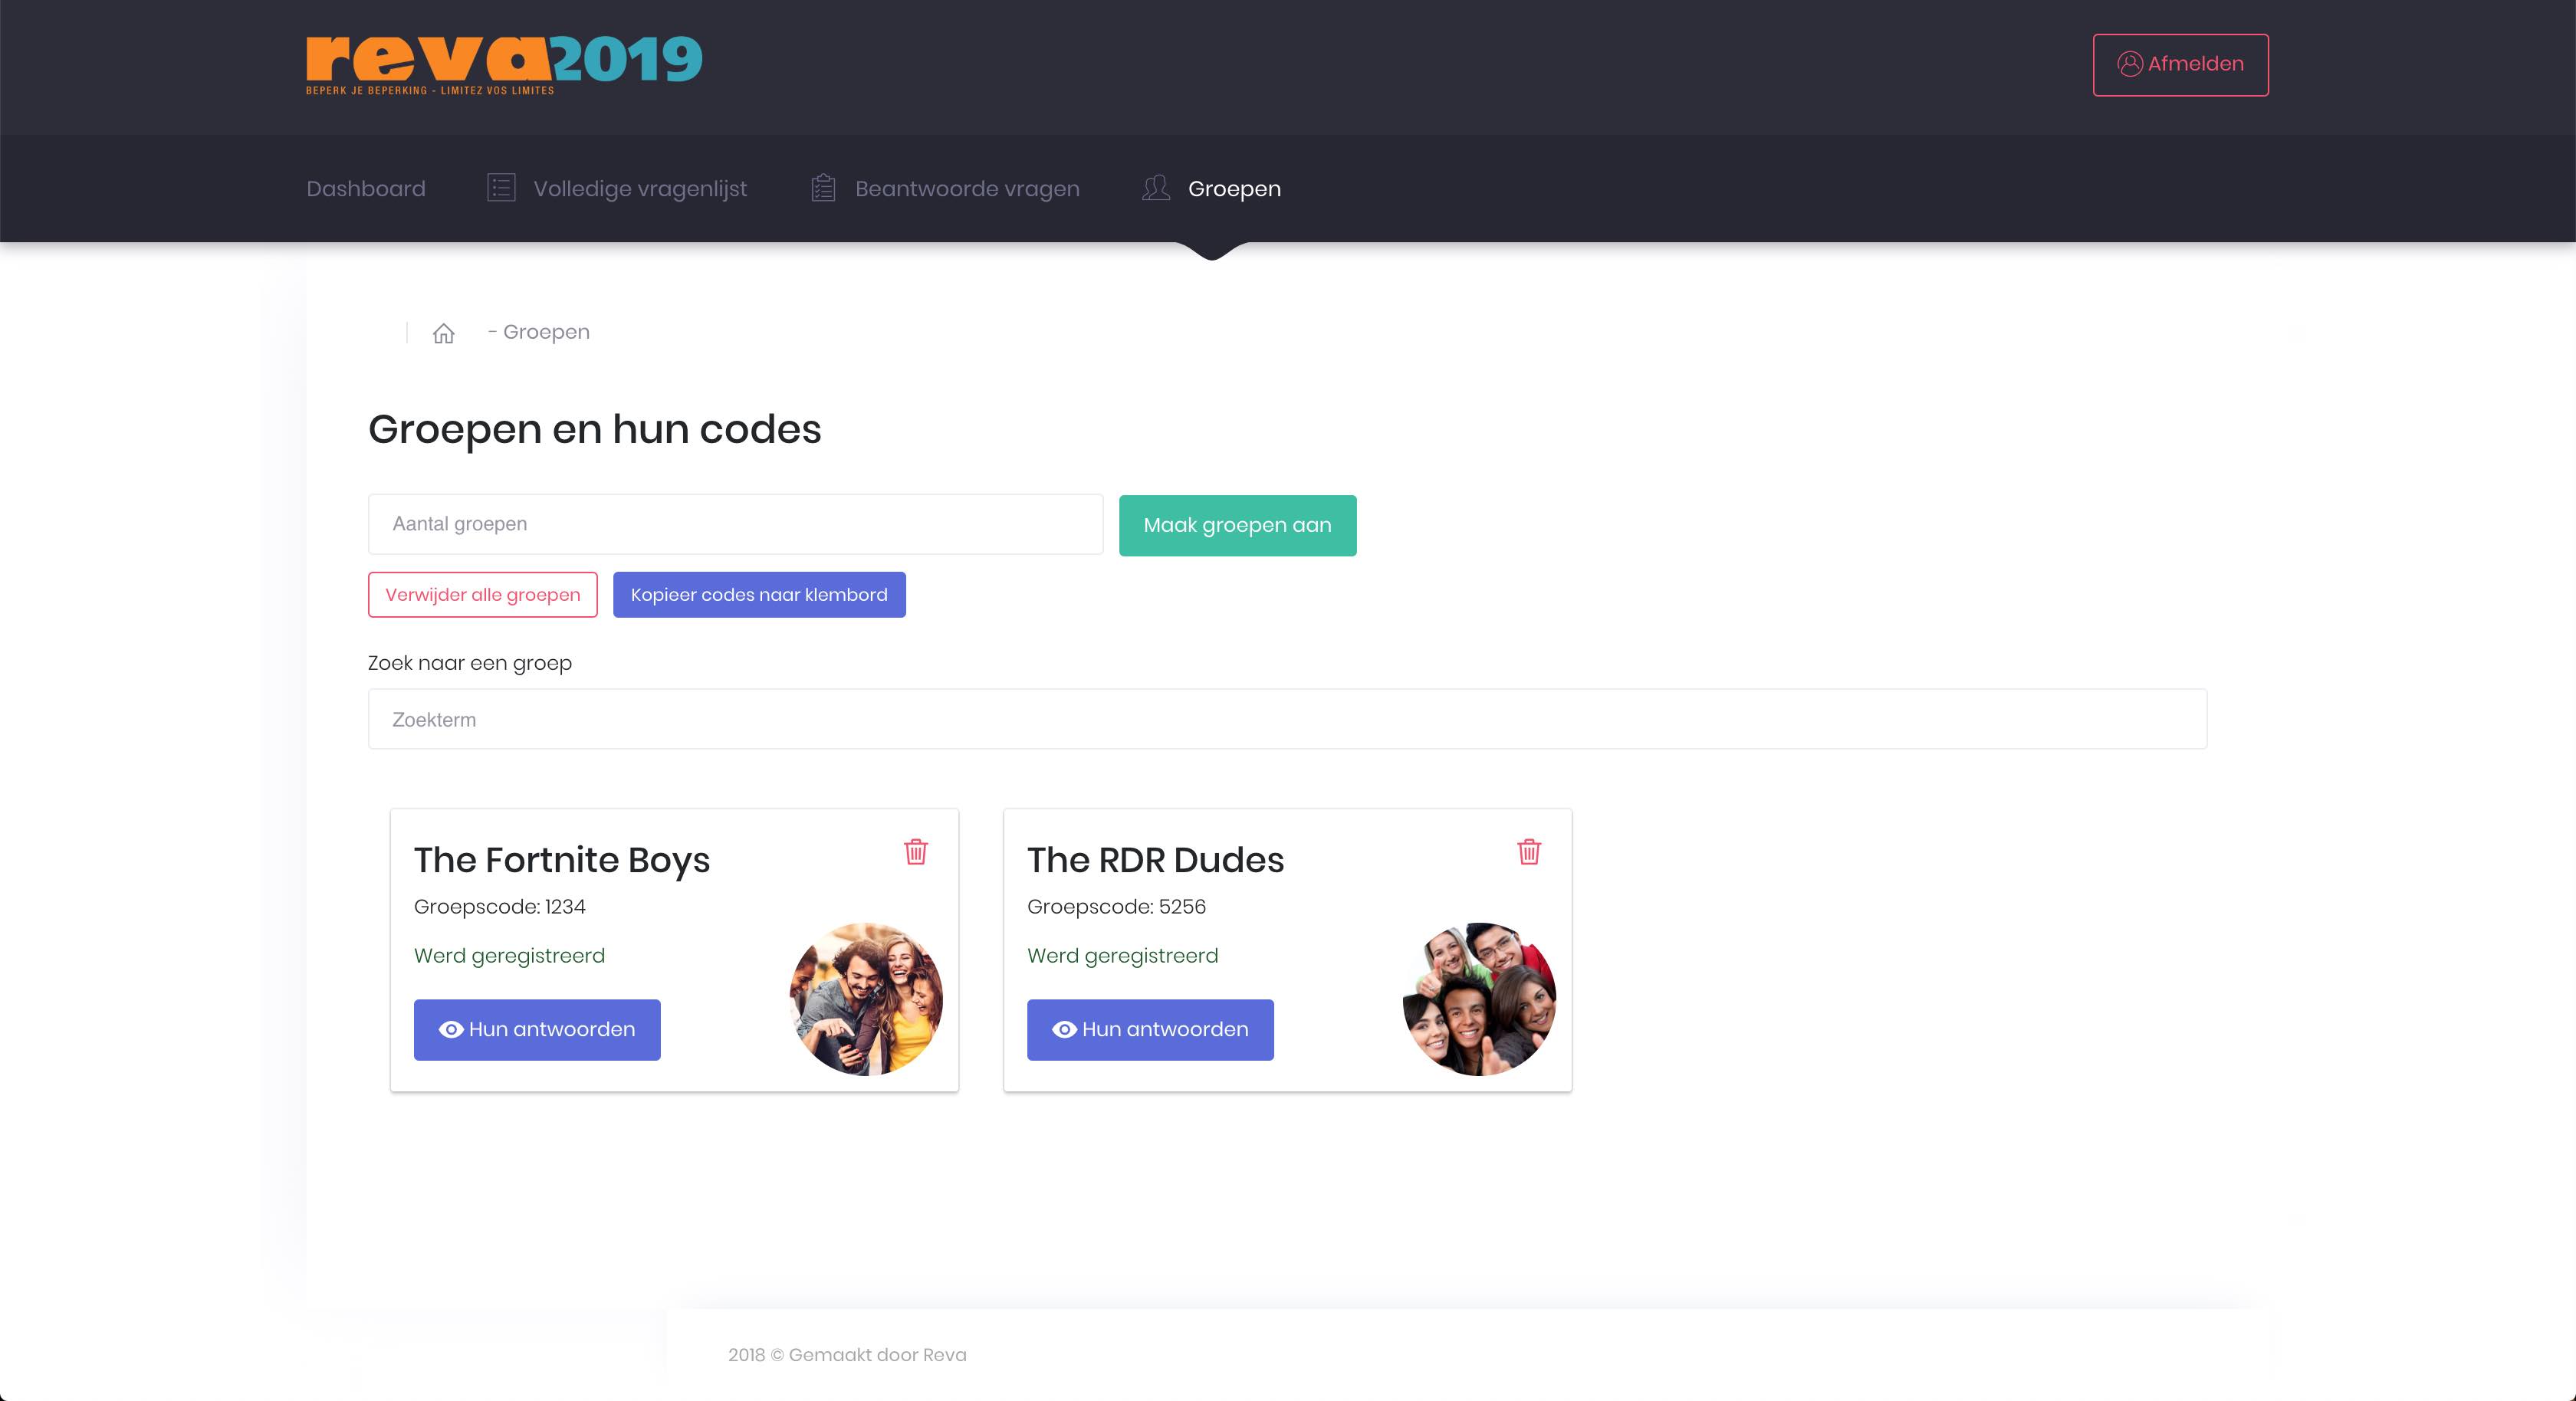 reva2019
BEPERK JE BEPERKING - LIMITEZ VOS LIMITES
Afmelden
Dashboard
Volledige vragenlijst
Beantwoorde vragen
Groepen
- Groepen
Groepen en hun codes
Aantal groepen
Maak groepen aan
Verwijder alle groepen
Kopieer codes naar klembord
Zoek naar een groep
Zoekterm
The Fortnite Boys
Groepscode: 1234
Werd geregistreerd
Hun antwoorden
The RDR Dudes
Groepscode: 5256
Werd geregistreerd
Hun antwoorden
2018 © Gemaakt door Reva